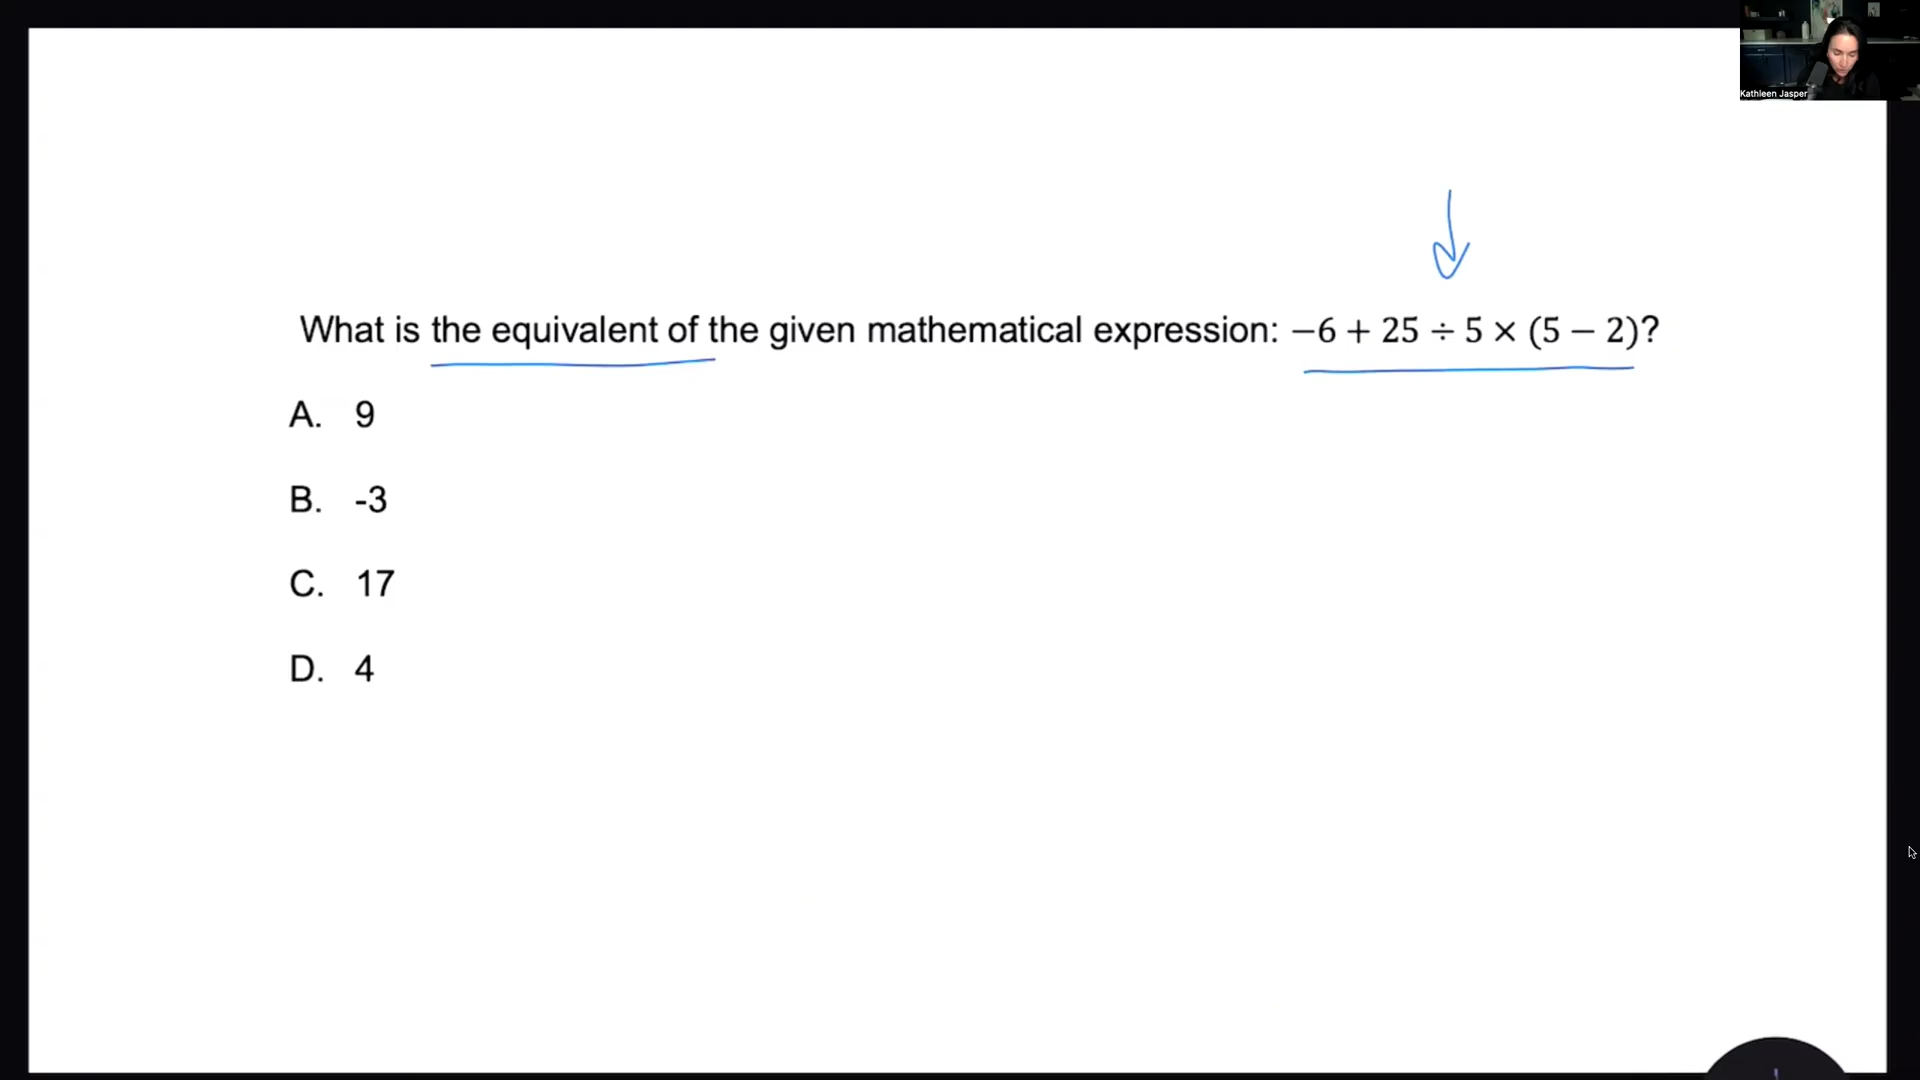 Kathleen Jasper
What is the equivalent of the given mathematical expression: −6 + 25 ÷ 5 × (5 − 2)?
A. 9
B. -3
C. 17
D. 4